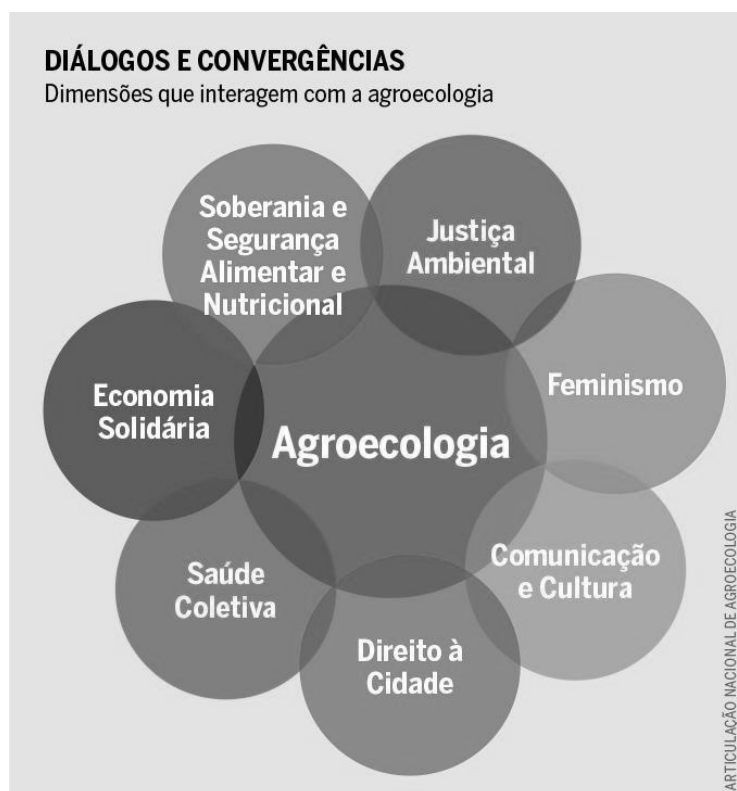 DIÁLOGOS E CONVERGÊNCIAS
Dimensões que interagem com a agroecologia
Soberania e
Segurança
Alimentar e
Nutricional
Justiça
Ambiental
Feminismo
Economia
Solidária
Agroecologia
Comunicação
e Cultura
Saúde
Coletiva
Direito à
Cidade
ARTICULAÇÃO NACIONAL DE AGROECOLOGIA